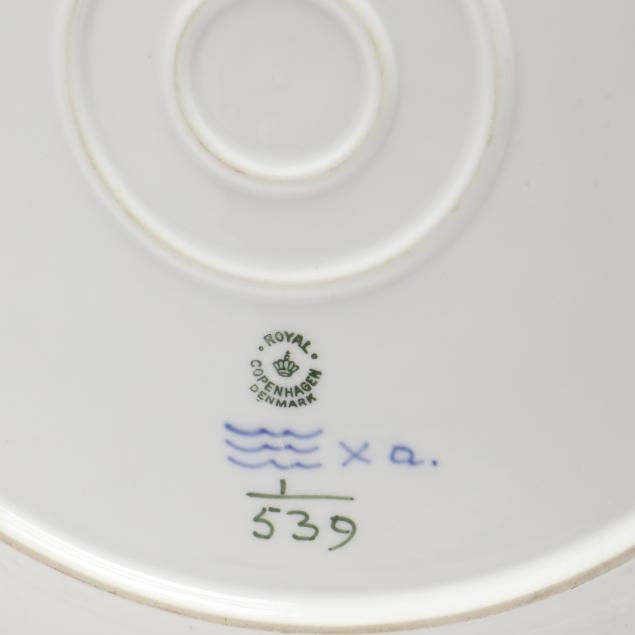 ROYAL
COPENHAGEN
DENMARK
x a.
1
539